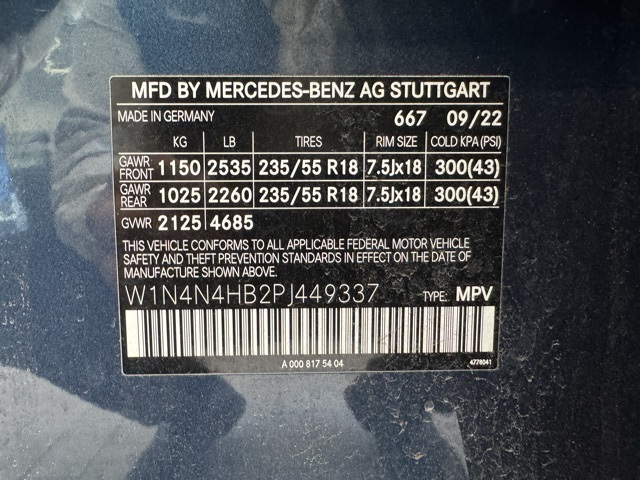 MFD BY MERCEDES-BENZ AG STUTTGART
MADE IN GERMANY 667 09/22
KG LB TIRES RIM SIZE COLD KPA (PSI)
GAWR FRONT 1150 2535 235/55 R18 7.5Jx18 300(43)
GAWR REAR 1025 2260 235/55 R18 7.5Jx18 300(43)
GVWR 2125 4685
THIS VEHICLE CONFORMS TO ALL APPLICABLE FEDERAL MOTOR VEHICLE
SAFETY AND THEFT PREVENTION STANDARDS IN EFFECT ON THE DATE OF
MANUFACTURE SHOWN ABOVE.
W1N4N4HB2PJ449337 TYPE: MPV
A 000 817 54 04 4778041